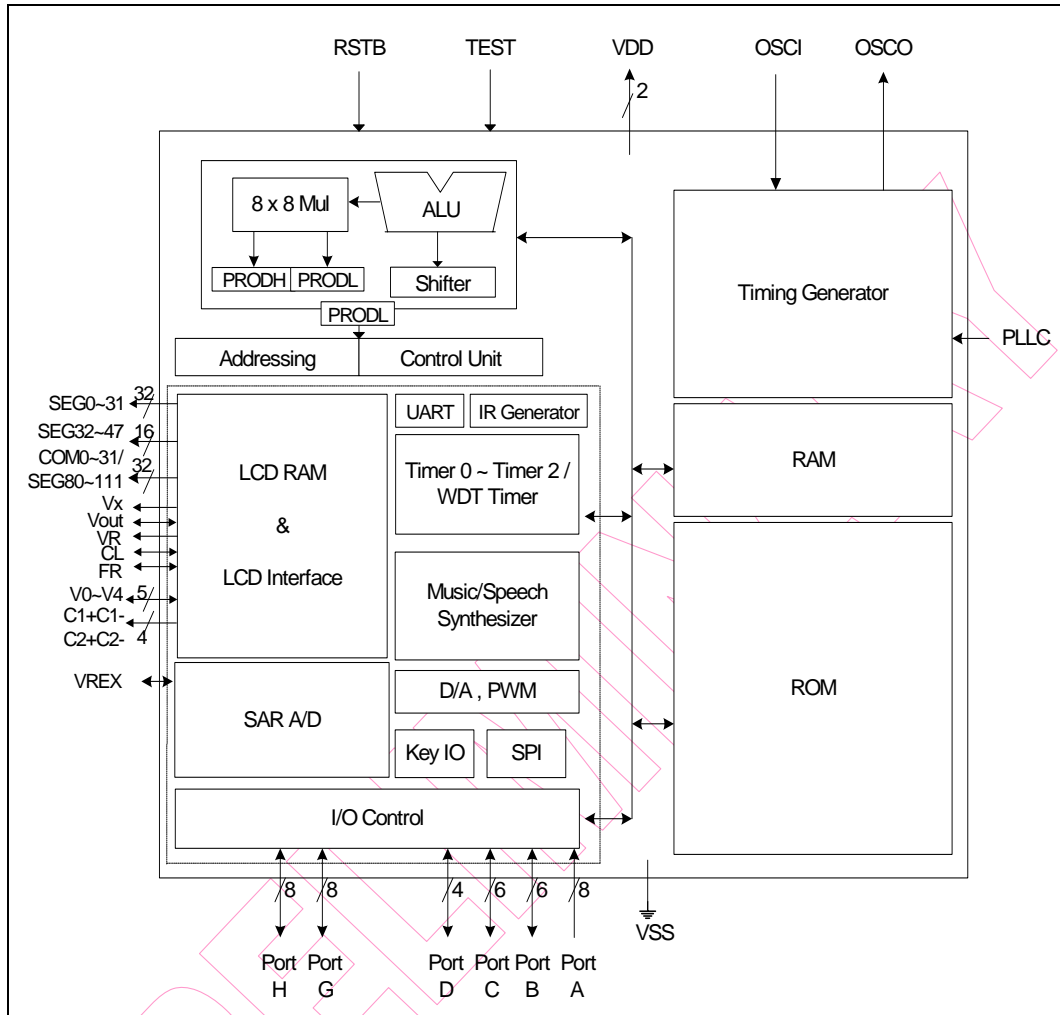 RSTB TEST VDD OSCI OSCO
2
8 x 8 Mul ALU
PRODH PRODL Shifter
PRODL
Addressing Control Unit
Timing Generator
PLLC
SEG0~31 32
SEG32~47 16
COM0~31/
SEG80~111 32
Vx
Vout
VR
CL
FR
V0~V4 5
C1+C1-
C2+C2- 4
VREX
LCD RAM
&
LCD Interface
UART IR Generator
Timer 0 ~ Timer 2 /
WDT Timer
Music/Speech
Synthesizer
SAR A/D
D/A , PWM
Key IO SPI
I/O Control
RAM
ROM
8 8 4 6 6 8
VSS
Port Port Port Port Port Port
H G D C B A